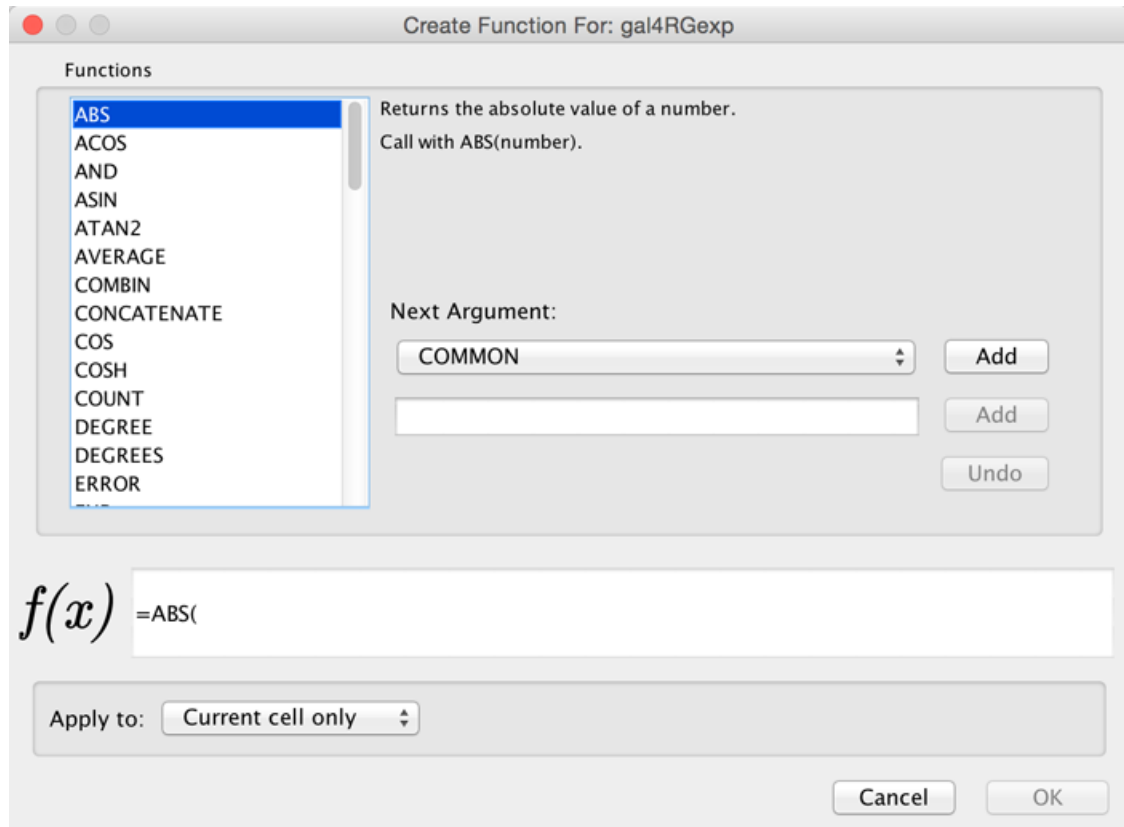 Create Function For: gal4RGexp
Functions
ABS
ACOS
AND
ASIN
ATAN2
AVERAGE
COMBIN
CONCATENATE
COS
COSH
COUNT
DEGREE
DEGREES
ERROR
Returns the absolute value of a number.
Call with ABS(number).
Next Argument:
COMMON
Add
Add
Undo
f(x) =ABS(
Apply to: Current cell only
Cancel OK